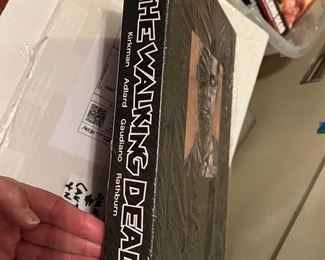 THE WALKING DEAD
Kirkman Adlard Gaudiano Rathburn